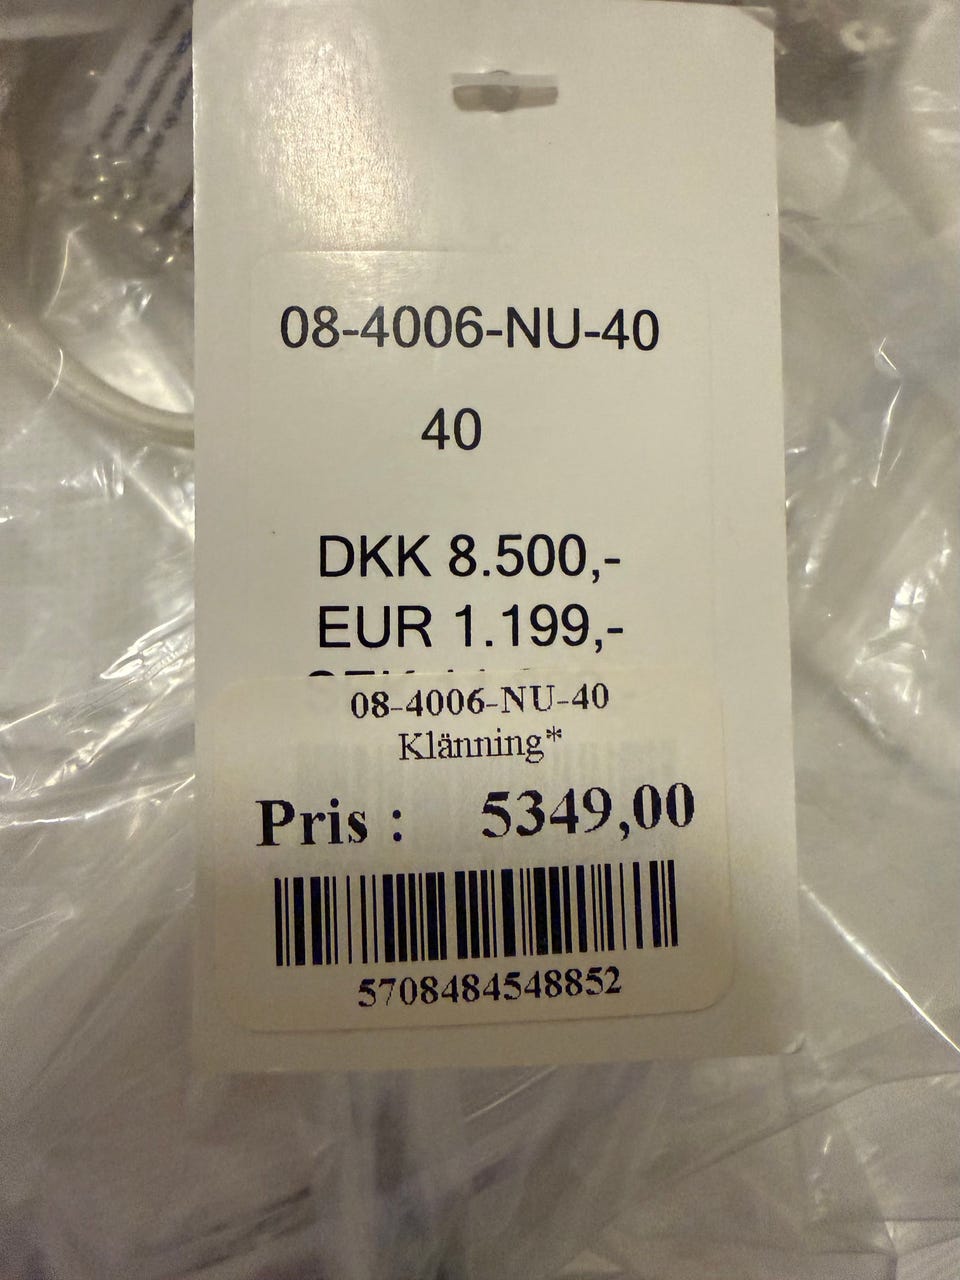 08-4006-NU-40
40
DKK 8.500,-
EUR 1.199,-
08-4006-NU-40
Klänning*
Pris : 5349,00
5708484548852